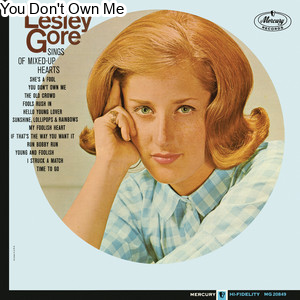 You Don't Own Me
Lesley
Gore
SINGS
OF MIXED-UP
HEARTS
SHE'S A FOOL
YOU DON'T OWN ME
THE OLD CROWD
FOOLS RUSH IN
HELLO YOUNG LOVER
SUNSHINE, LOLLIPOPS & RAINBOWS
MY FOOLISH HEART
IF THAT'S THE WAY YOU WANT IT
RUN BOBBY RUN
YOUNG AND FOOLISH
I STRUCK A MATCH
TIME TO GO
Mercury
RECORDS
MERCURY HI-FIDELITY MG 20849